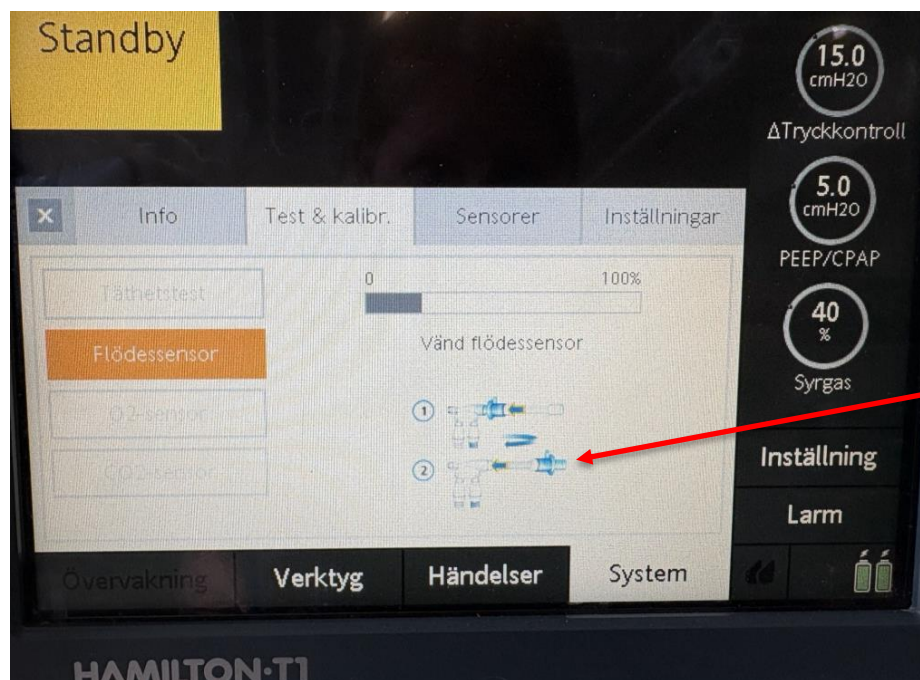 Standby
15.0
cmH2O
ΔTryckkontroll
5.0
cmH2O
PEEP/CPAP
40
%
Syrgas
Inställning
Larm
X Info Test & kalibr. Sensorer Inställningar
Täthetstest
Flödessensor
O2-sensor
CO2-sensor
0 100%
Vänd flödessensor
1
2
Övervakning Verktyg Händelser System
HAMILTON·T1